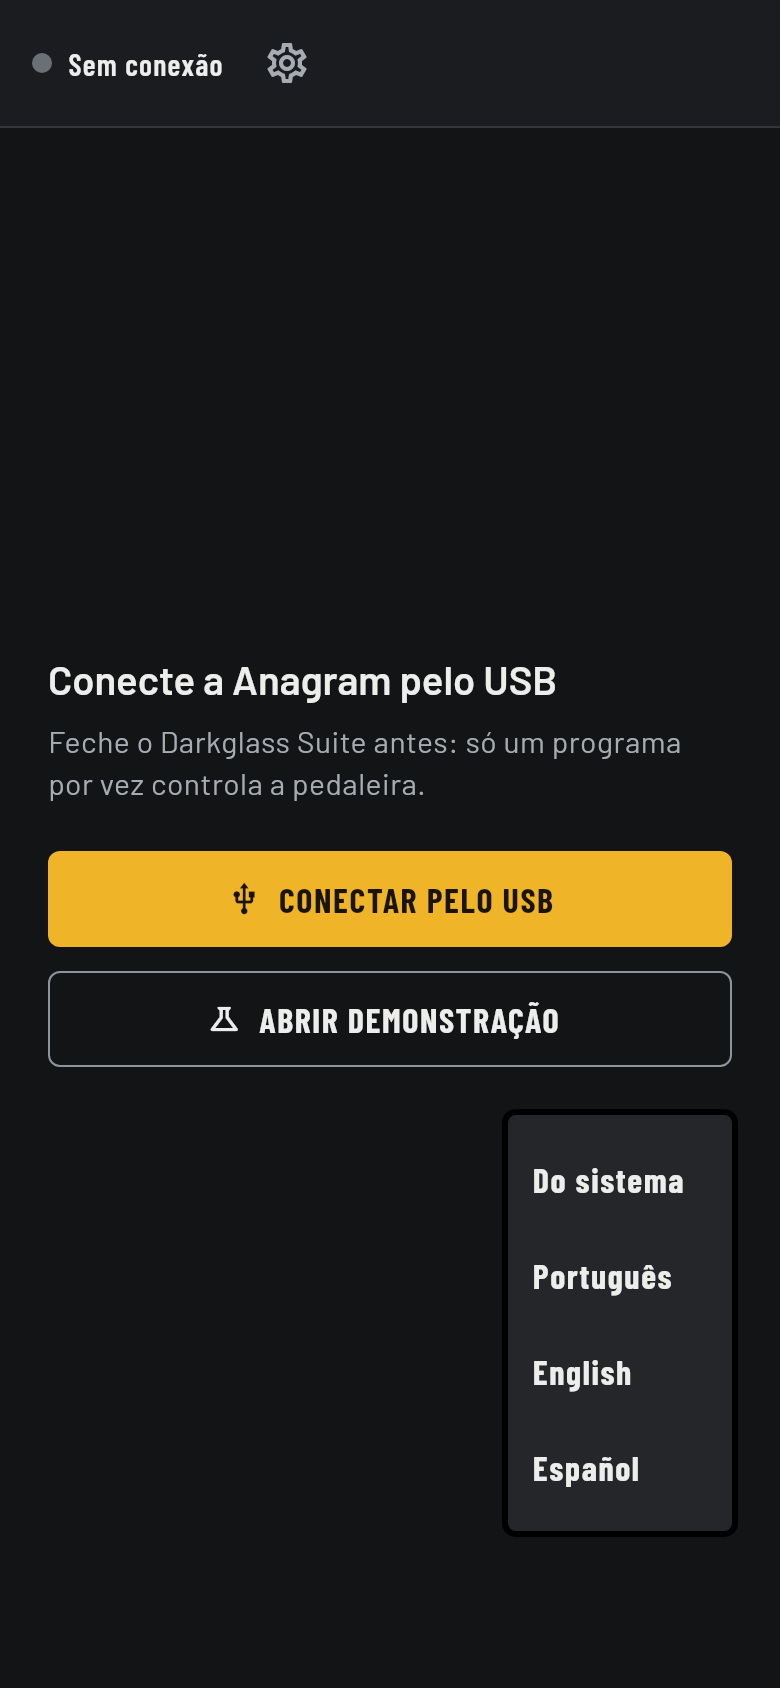 Sem conexão
Conecte a Anagram pelo USB
Feche o Darkglass Suite antes: só um programa
por vez controla a pedaleira.
CONECTAR PELO USB
ABRIR DEMONSTRAÇÃO
Do sistema
Português
English
Español